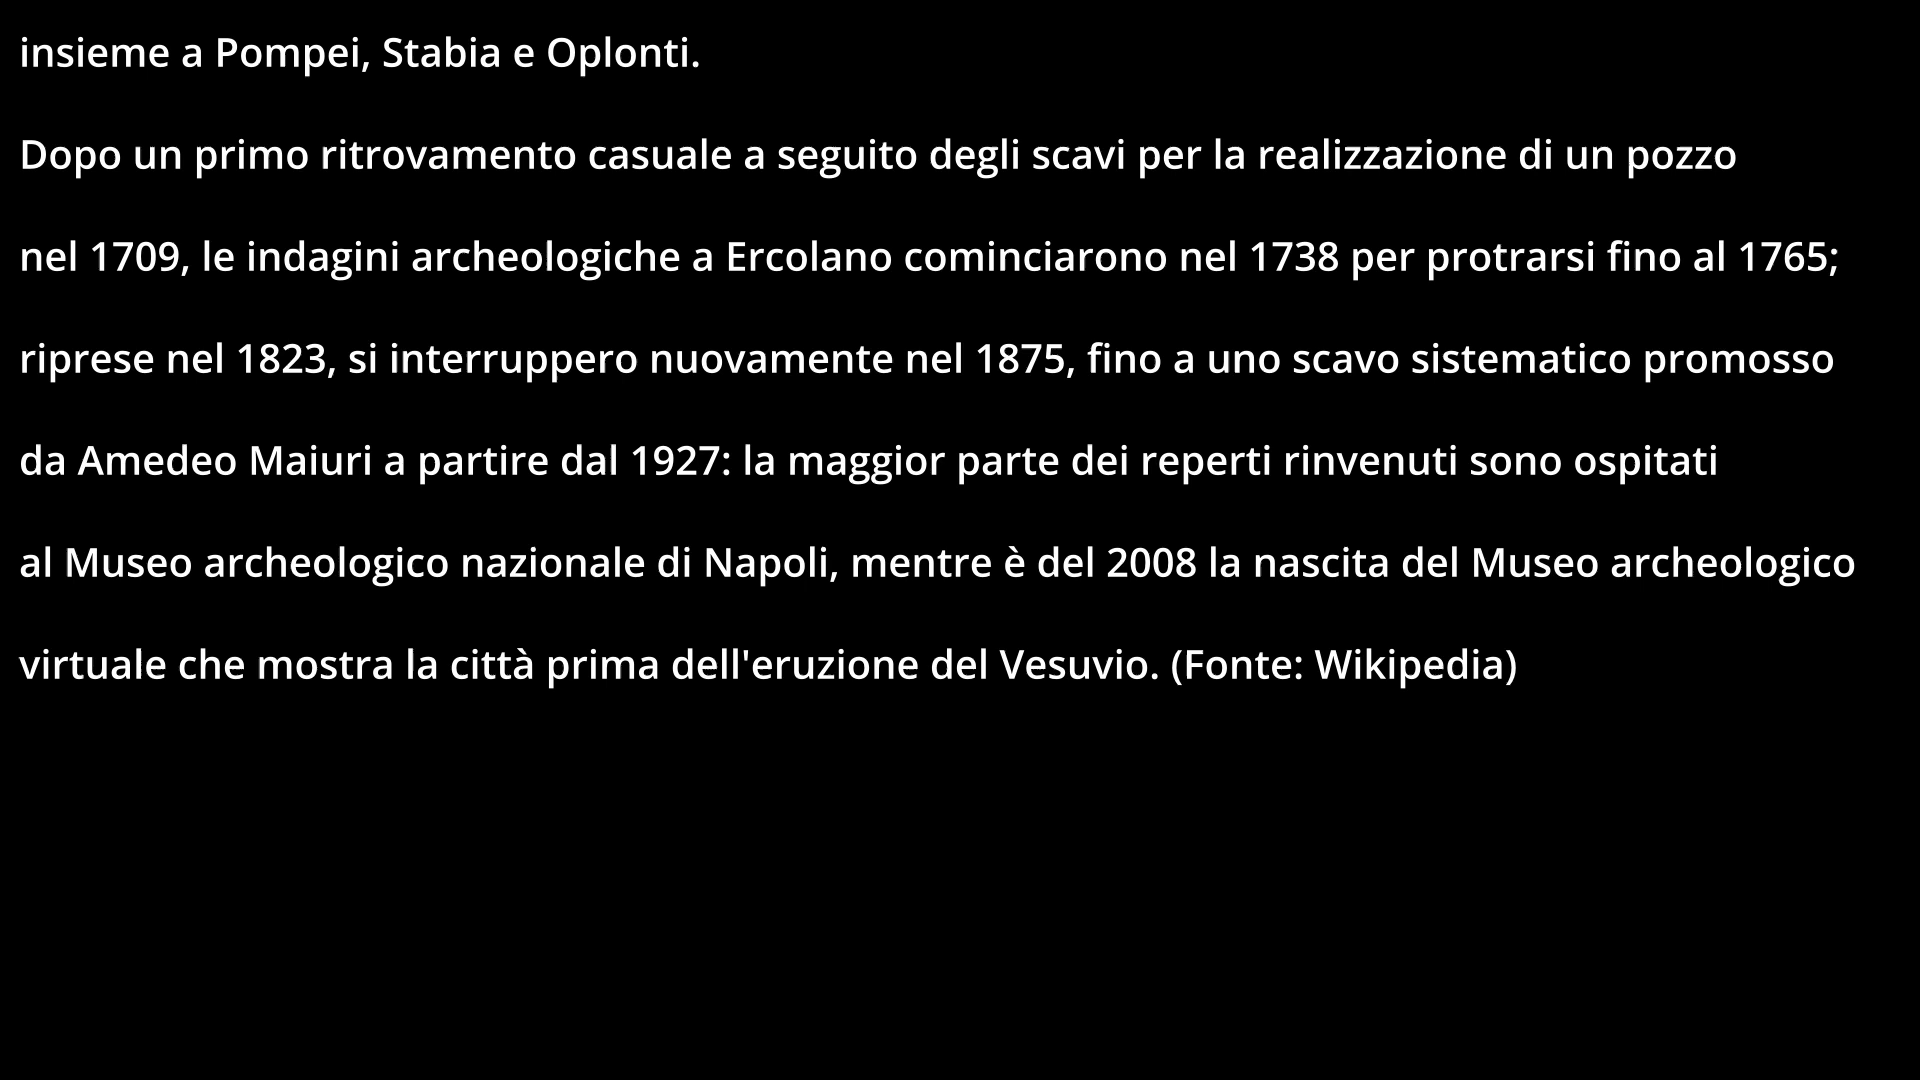 insieme a Pompei, Stabia e Oplonti.
Dopo un primo ritrovamento casuale a seguito degli scavi per la realizzazione di un pozzo
nel 1709, le indagini archeologiche a Ercolano cominciarono nel 1738 per protrarsi fino al 1765;
riprese nel 1823, si interruppero nuovamente nel 1875, fino a uno scavo sistematico promosso
da Amedeo Maiuri a partire dal 1927: la maggior parte dei reperti rinvenuti sono ospitati
al Museo archeologico nazionale di Napoli, mentre è del 2008 la nascita del Museo archeologico
virtuale che mostra la città prima dell'eruzione del Vesuvio. (Fonte: Wikipedia)